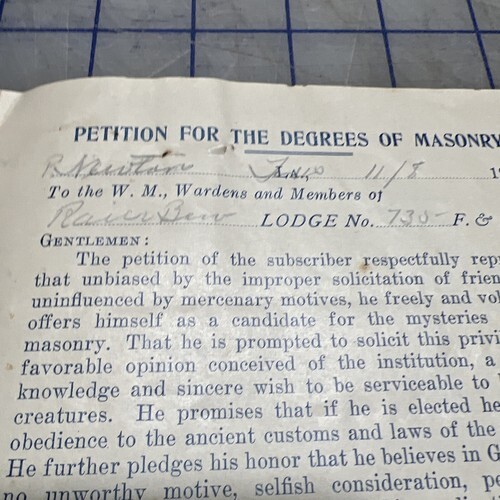 PETITION FOR THE DEGREES OF MASONRY
Newton 11/8 1
To the W. M., Wardens and Members of
LODGE No. 735 F. &
GENTLEMEN:
The petition of the subscriber respectfully rep
that unbiased by the improper solicitation of frien
uninfluenced by mercenary motives, he freely and vo
offers himself as a candidate for the mysteries
masonry. That he is prompted to solicit this privi
favorable opinion conceived of the institution, a
knowledge and sincere wish to be serviceable to
creatures. He promises that if he is elected he
obedience to the ancient customs and laws of the
He further pledges his honor that he believes in G
no unworthy motive, selfish consideration, p